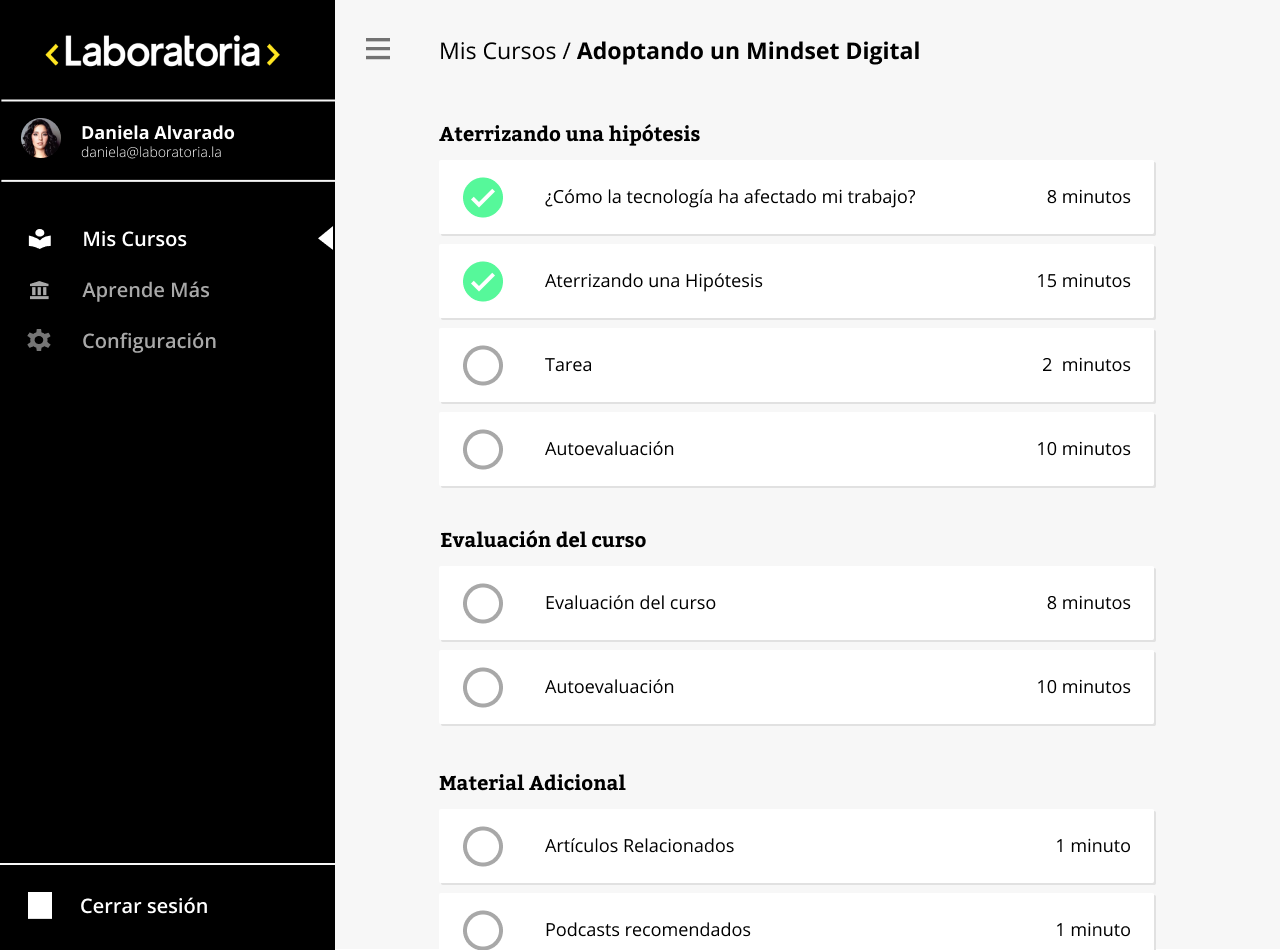 <Laboratoria>
Daniela Alvarado
daniela@laboratoria.la
Mis Cursos
Aprende Más
Configuración
Cerrar sesión
Mis Cursos / Adoptando un Mindset Digital
Aterrizando una hipótesis
¿Cómo la tecnología ha afectado mi trabajo? 8 minutos
Aterrizando una Hipótesis 15 minutos
Tarea 2 minutos
Autoevaluación 10 minutos
Evaluación del curso
Evaluación del curso 8 minutos
Autoevaluación 10 minutos
Material Adicional
Artículos Relacionados 1 minuto
Podcasts recomendados 1 minuto